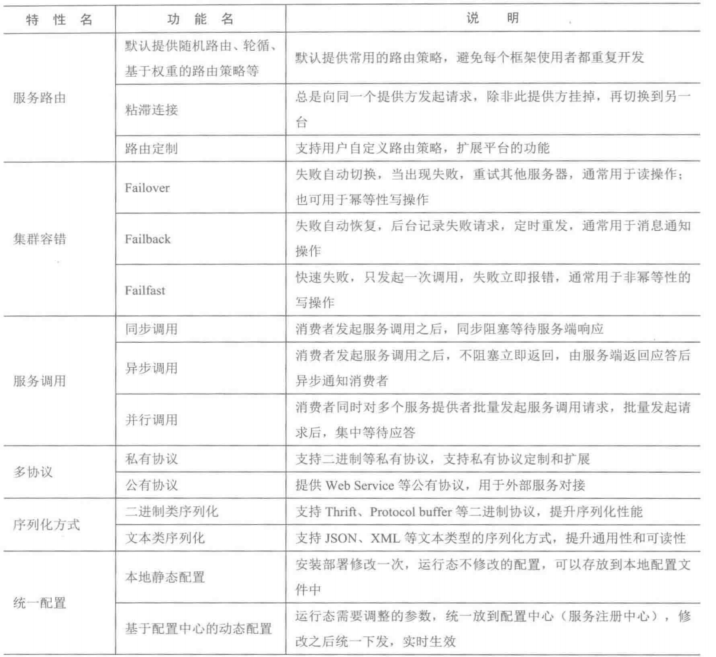 特 性 名 功 能 名 说 明
默认提供随机路由、轮循、
基于权重的路由策略等
默认提供常用的路由策略，避免每个框架使用者都重复开发
服务路由
粘滞连接
总是向同一个提供方发起请求，除非此提供方挂掉，再切换到另一
台
路由定制
支持用户自定义路由策略，扩展平台的功能
集群容错
Failover
失败自动切换，当出现失败，重试其他服务器，通常用于读操作；
也可用于幂等性写操作
Failback
失败自动恢复，后台记录失败请求，定时重发，通常用于消息通知
操作
Failfast
快速失败，只发起一次调用，失败立即报错，通常用于非幂等性的
写操作
服务调用
同步调用
消费者发起服务调用之后，同步阻塞等待服务端响应
异步调用
消费者发起服务调用之后，不阻塞立即返回，由服务端返回应答后
异步通知消费者
并行调用
消费者同时对多个服务提供者批量发起服务调用请求，批量发起请
求后，集中等待应答
多协议
私有协议
支持二进制等私有协议，支持私有协议定制和扩展
公有协议
提供 Web Service 等公有协议，用于外部服务对接
序列化方式
二进制类序列化
支持 Thrift、Protocol buffer 等二进制协议，提升序列化性能
文本类序列化
支持 JSON、XML 等文本类型的序列化方式，提升通用性和可读性
统一配置
本地静态配置
安装部署修改一次，运行态不修改的配置，可以存放到本地配置文
件中
基于配置中心的动态配置
运行态需要调整的参数，统一放到配置中心（服务注册中心），修
改之后统一下发，实时生效